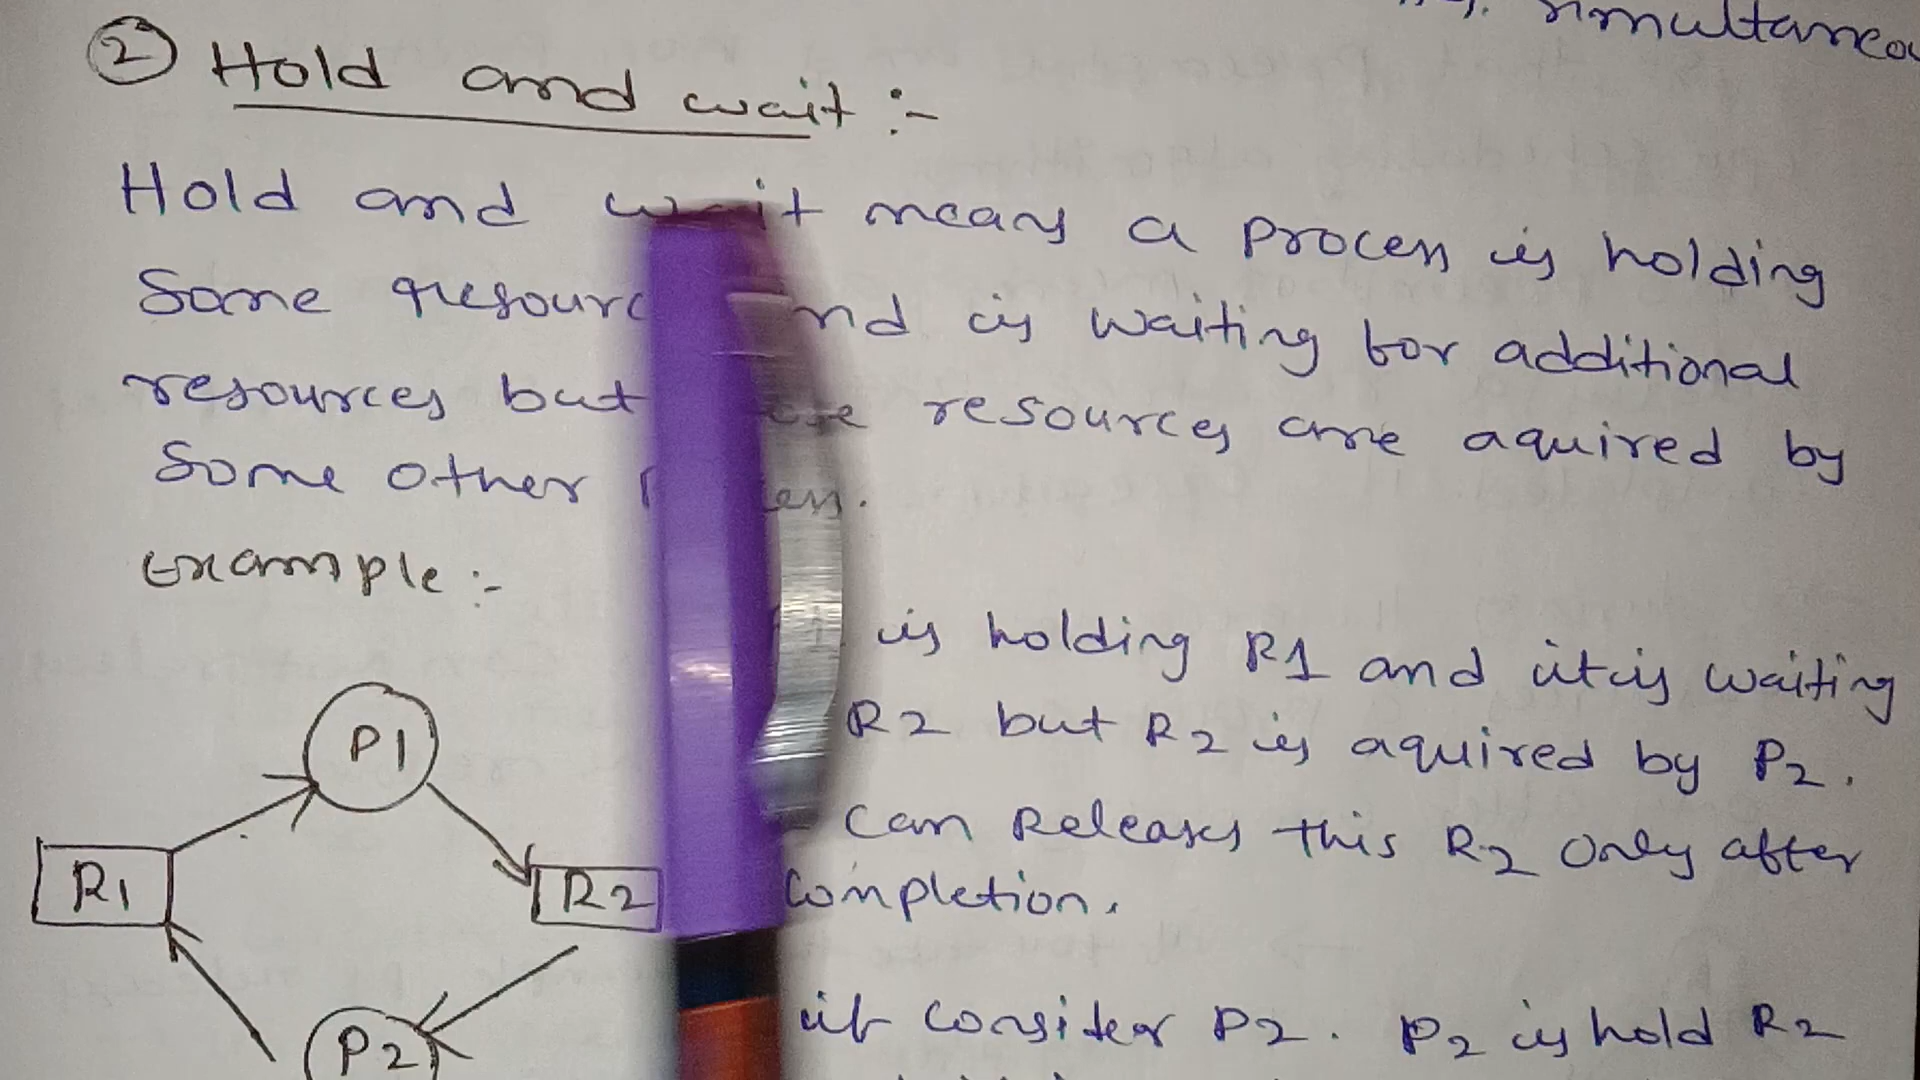 simultaneou
② Hold and wait :-
Hold and wait means a process is holding
Some resourc nd is waiting for additional
resources but resources are aquired by
Some other
Example :-
is holding R1 and it is waiting
R2 but R2 is aquired by P2.
Can Releases this R2 Only after
Completion.
P1
R1
R2
P2
if consider P2. P2 is hold R2